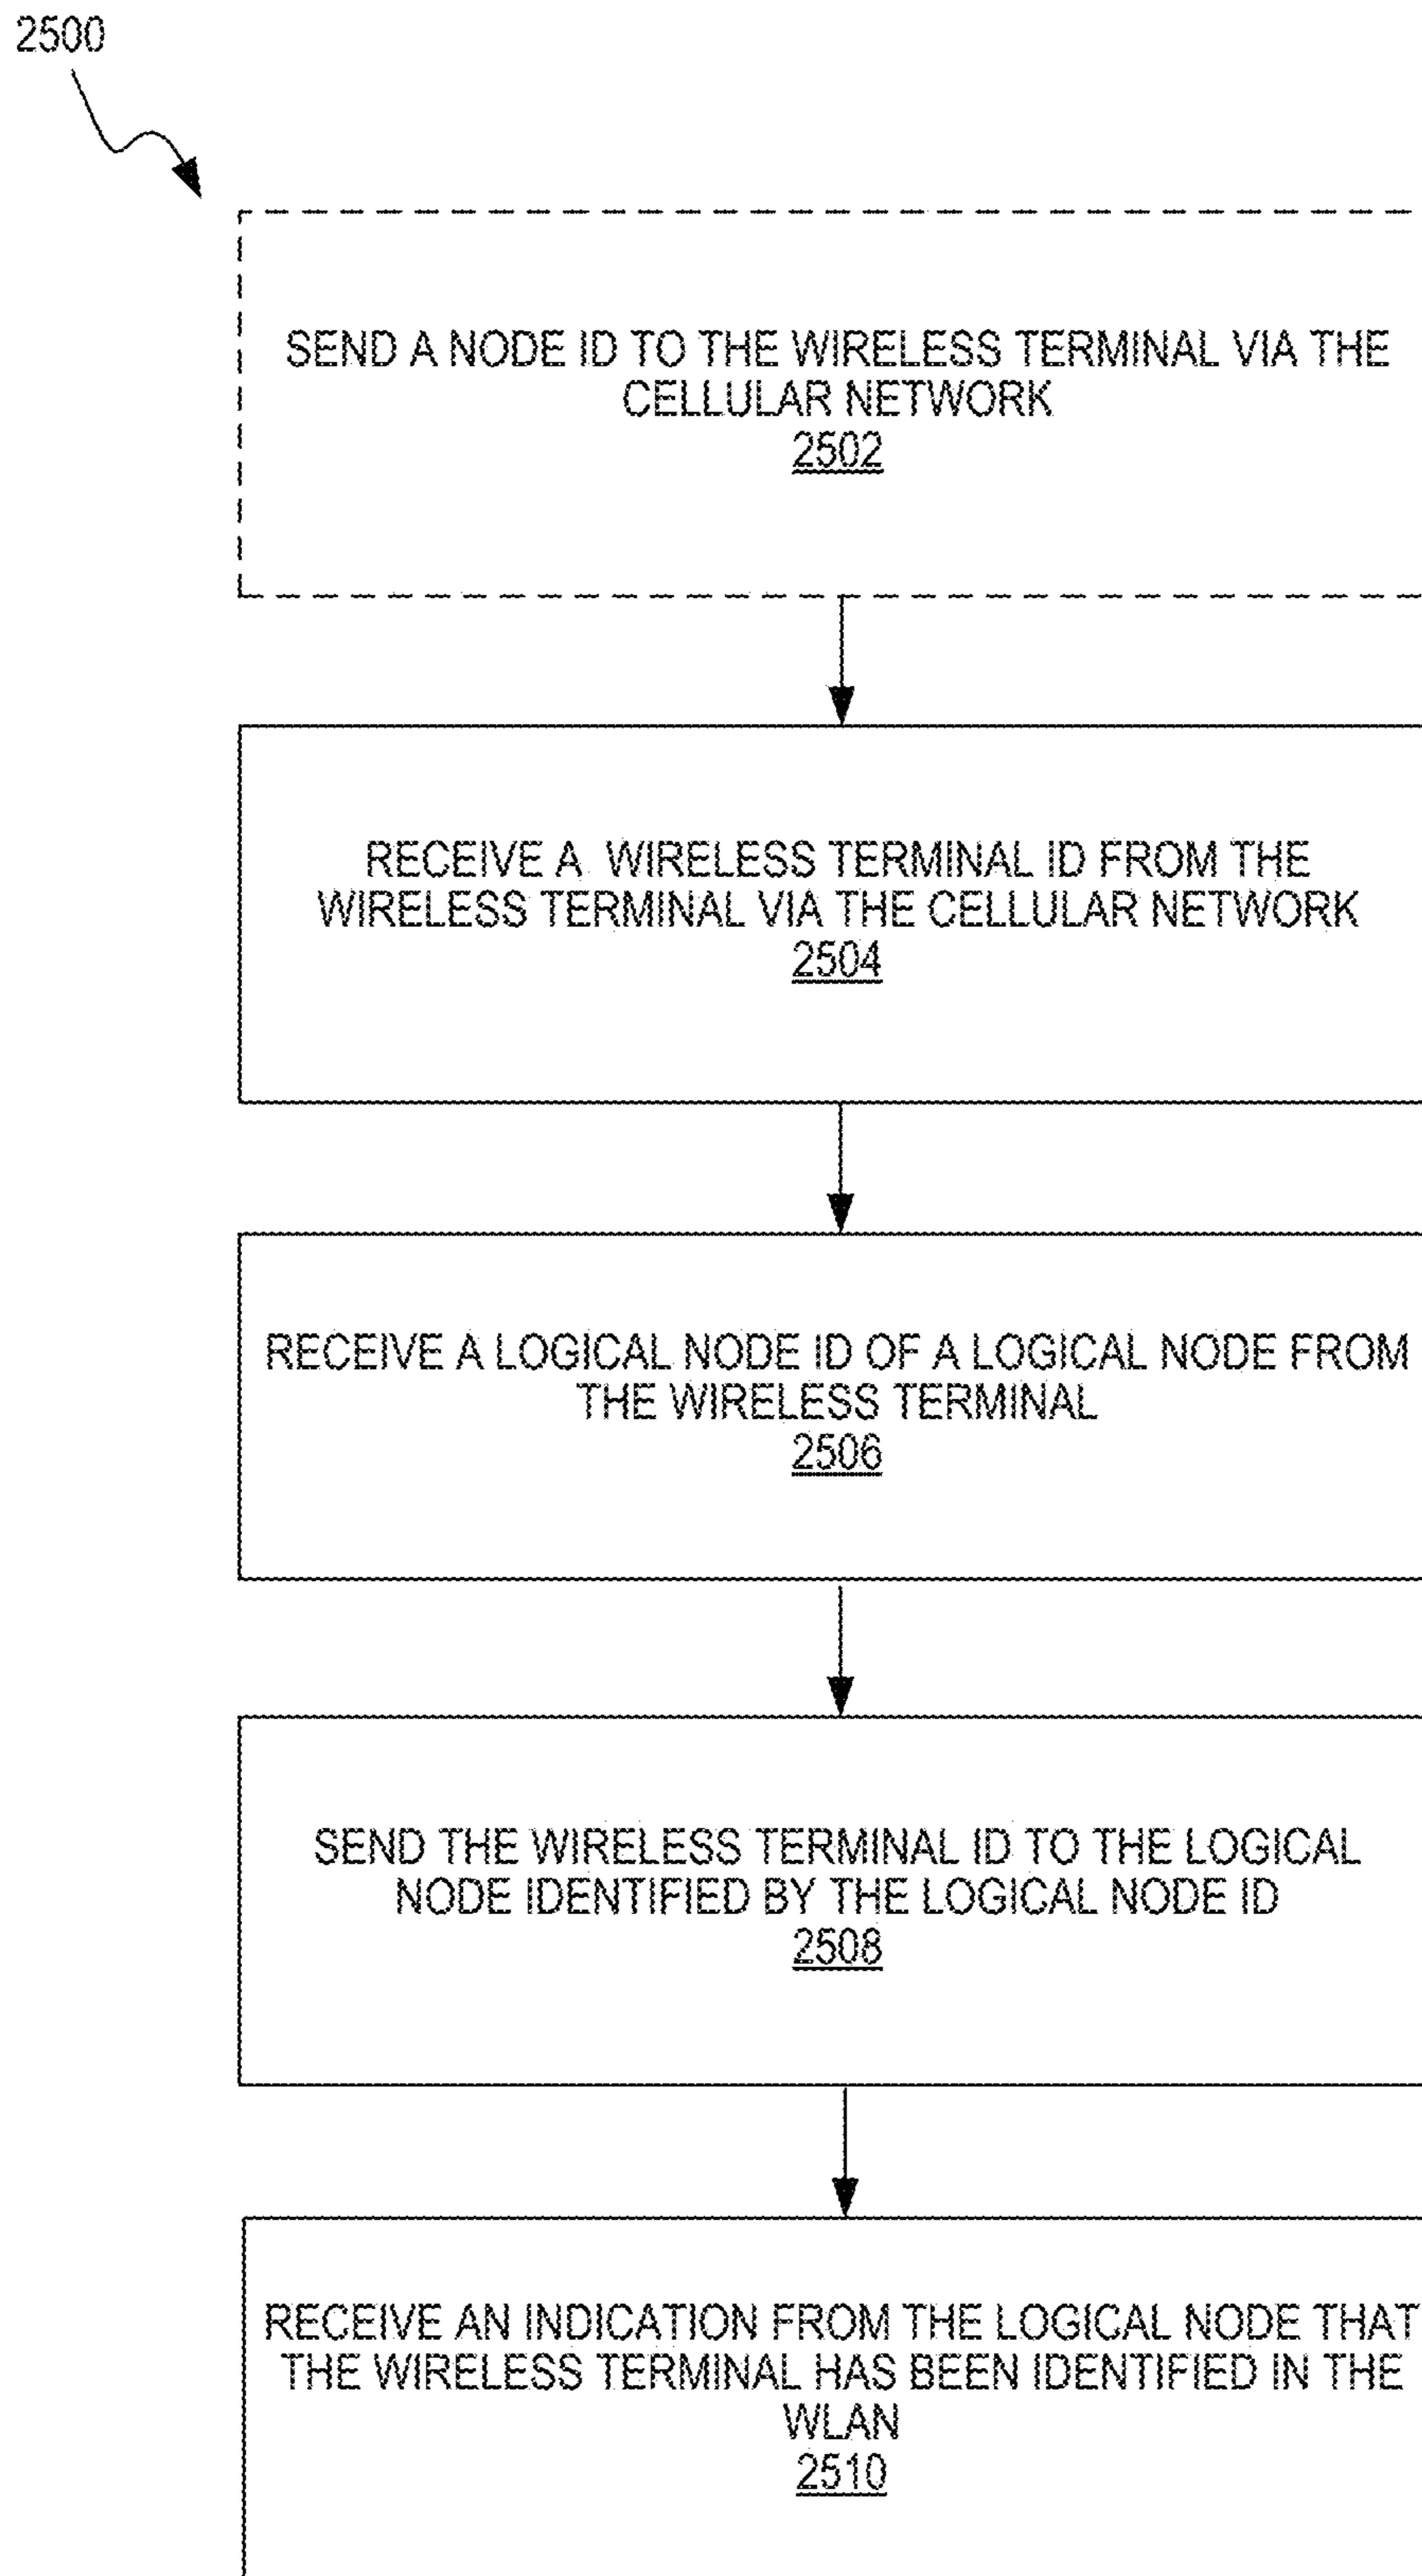 2500
SEND A NODE ID TO THE WIRELESS TERMINAL VIA THE
CELLULAR NETWORK
2502
RECEIVE A WIRELESS TERMINAL ID FROM THE
WIRELESS TERMINAL VIA THE CELLULAR NETWORK
2504
RECEIVE A LOGICAL NODE ID OF A LOGICAL NODE FROM
THE WIRELESS TERMINAL
2506
SEND THE WIRELESS TERMINAL ID TO THE LOGICAL
NODE IDENTIFIED BY THE LOGICAL NODE ID
2508
RECEIVE AN INDICATION FROM THE LOGICAL NODE THAT
THE WIRELESS TERMINAL HAS BEEN IDENTIFIED IN THE
WLAN
2510